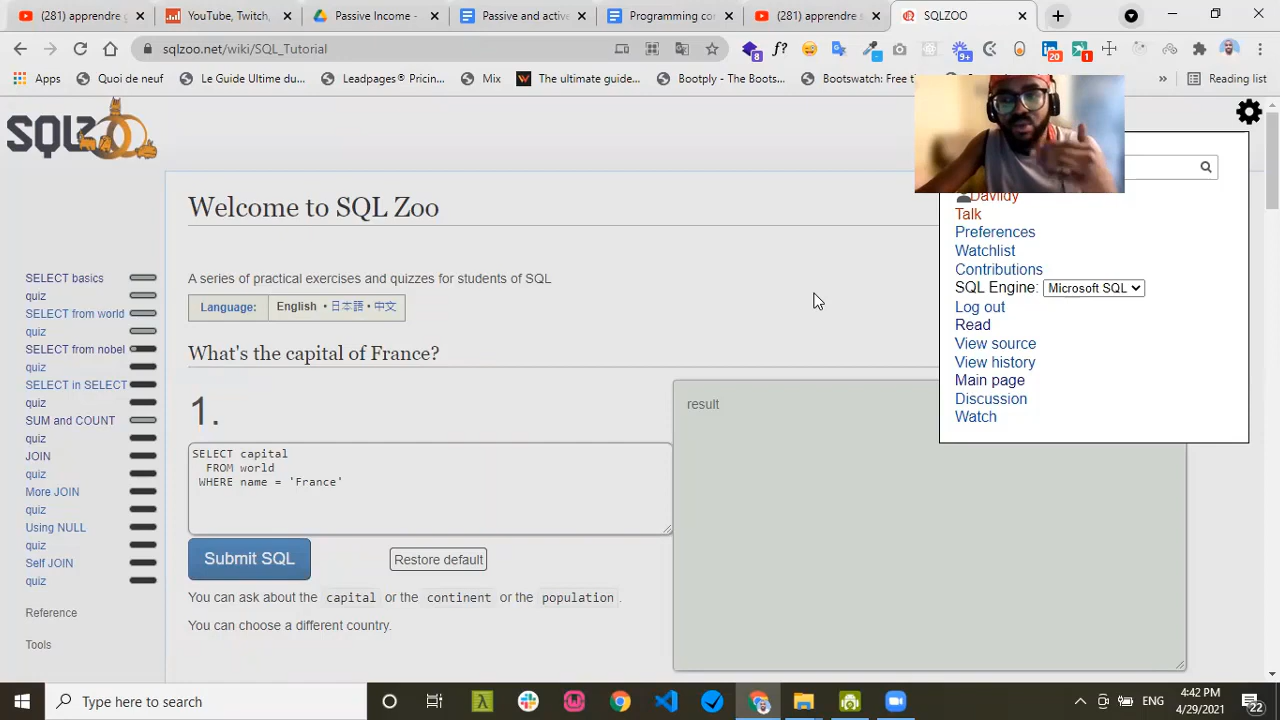 (281) apprendre s
YouTube, Twitch,
Passive Income -
Passive and active
Programming co
(281) apprendre s
SQLZOO
sqlzoo.net/wiki/SQL_Tutorial
8
f?
9+
20
1
Apps
Quoi de neuf
Le Guide Ultime du...
Leadpages® Pricin...
Mix
The ultimate guide...
Bootply | The Boots...
Bootswatch: Free t
»
Reading list
SQLZOO
Welcome to SQL Zoo
A series of practical exercises and quizzes for students of SQL
Language: English • 日本語 • 中文
What's the capital of France?
1.
SELECT capital
FROM world
WHERE name = 'France'
Submit SQL
Restore default
You can ask about the capital or the continent or the population.
You can choose a different country.
result
SELECT basics
quiz
SELECT from world
quiz
SELECT from nobel
quiz
SELECT in SELECT
quiz
SUM and COUNT
quiz
JOIN
quiz
More JOIN
quiz
Using NULL
quiz
Self JOIN
quiz
Reference
Tools
Davildy
Talk
Preferences
Watchlist
Contributions
SQL Engine: Microsoft SQL
Log out
Read
View source
View history
Main page
Discussion
Watch
Type here to search
ENG
4:42 PM
4/29/2021
22